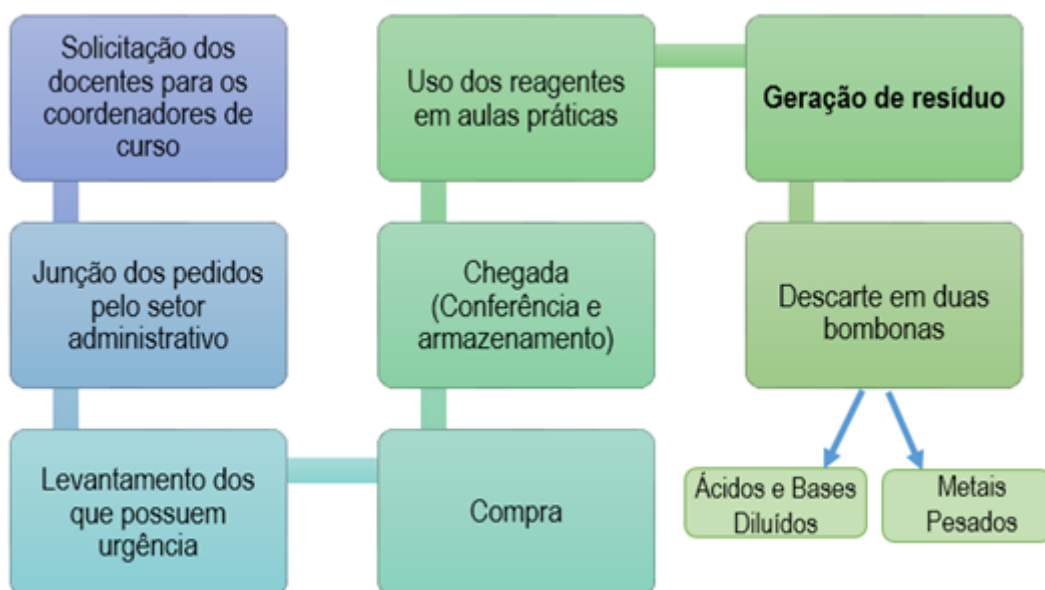 Solicitação dos
docentes para os
coordenadores de
curso
Junção dos pedidos
pelo setor
administrativo
Levantamento dos
que possuem
urgência
Compra
Chegada
(Conferência e
armazenamento)
Uso dos reagentes
em aulas práticas
Geração de resíduo
Descarte em duas
bombonas
Ácidos e Bases
Diluídos
Metais
Pesados